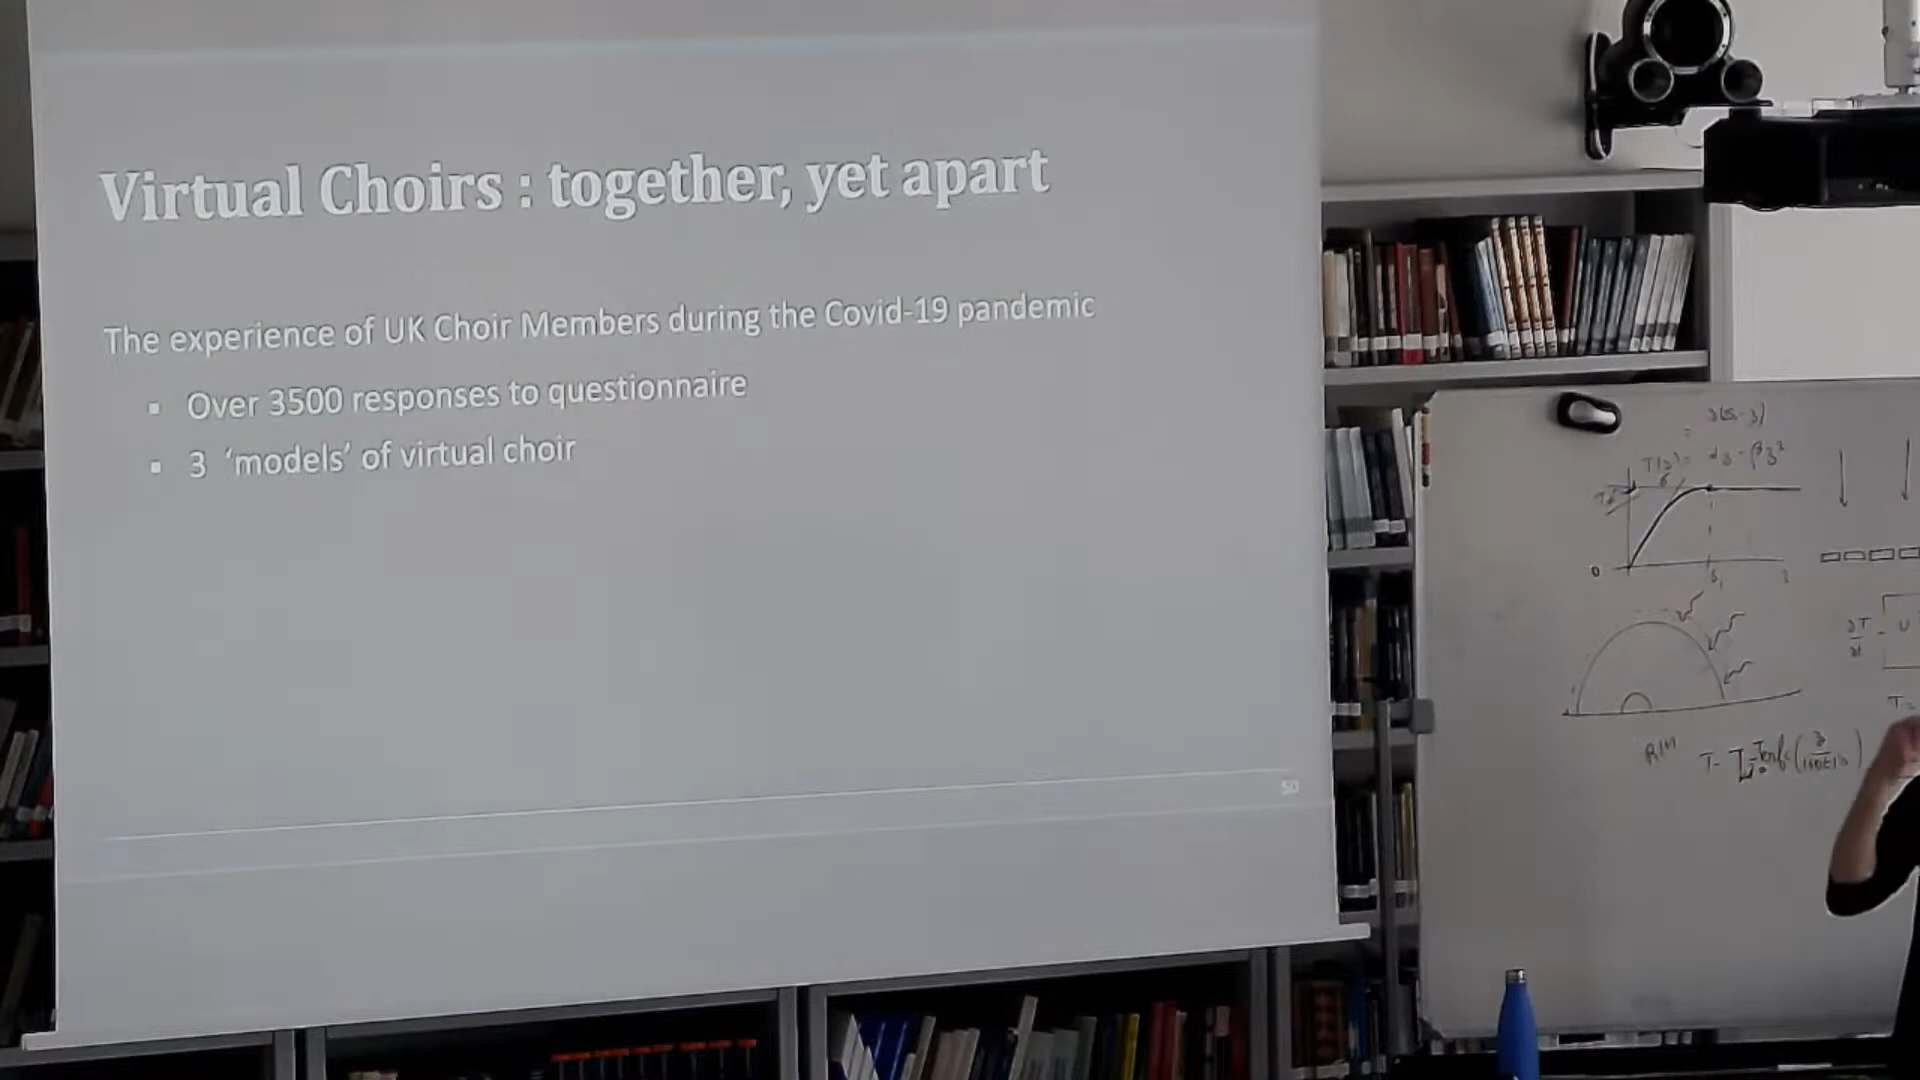 Virtual Choirs : together, yet apart
The experience of UK Choir Members during the Covid-19 pandemic
▪ Over 3500 responses to questionnaire
▪ 3 ‘models’ of virtual choir
50
0